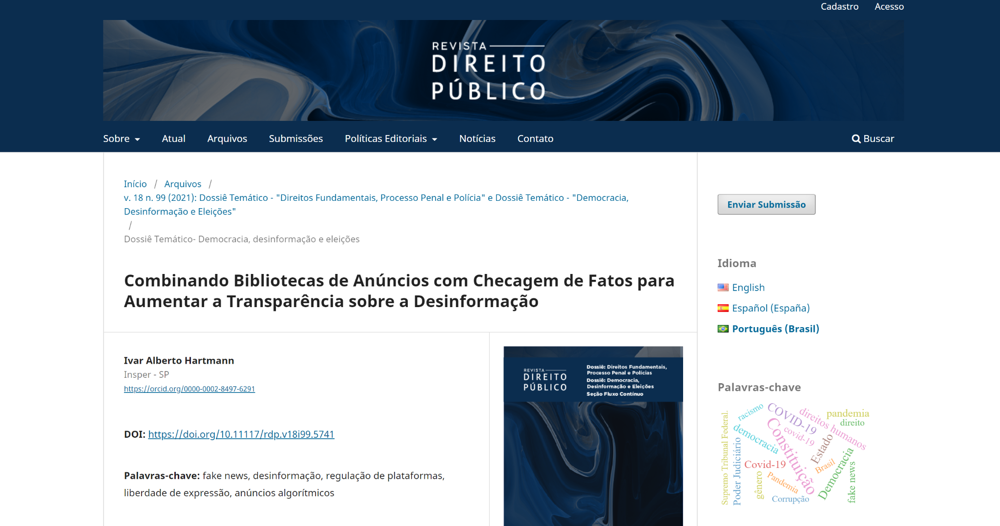 Cadastro Acesso
REVISTA
DIREITO
PÚBLICO
Sobre Atual Arquivos Submissões Políticas Editoriais Notícias Contato Buscar
Início / Arquivos /
v. 18 n. 99 (2021): Dossiê Temático - "Direitos Fundamentais, Processo Penal e Polícia" e Dossiê Temático - "Democracia,
Desinformação e Eleições"
/
Dossiê Temático- Democracia, desinformação e eleições
Combinando Bibliotecas de Anúncios com Checagem de Fatos para
Aumentar a Transparência sobre a Desinformação
Ivar Alberto Hartmann
Insper - SP
https://orcid.org/0000-0002-8497-6291
DOI: https://doi.org/10.11117/rdp.v18i99.5741
Palavras-chave: fake news, desinformação, regulação de plataformas,
liberdade de expressão, anúncios algorítmicos
REVISTA
DIREITO
PÚBLICO
Dossiê: Direitos Fundamentais,
Processo Penal e Polícias
Dossiê: Democracia,
Desinformação e Eleições
Seção Fluxo Contínuo
Enviar Submissão
Idioma
English
Español (España)
Português (Brasil)
Palavras-chave
racismo
COVID-19
direitos humanos
pandemia
direito
Supremo Tribunal Federal.
democracia
Constituição
covid-19
Estado
Poder Judiciário
Covid-19
Brasil
Democracia
fake news
gênero
Pandemia
Corrupção